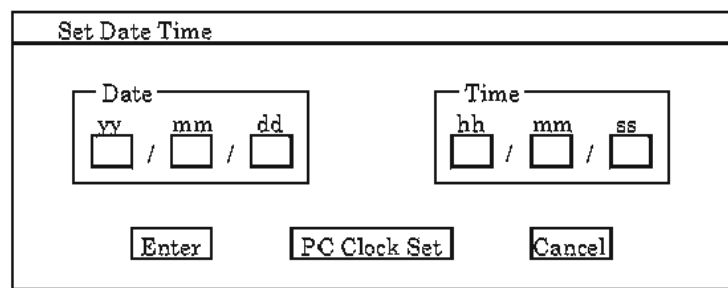 Set Date Time
Date Time
yy mm dd hh mm ss
/ / / /
Enter PC Clock Set Cancel